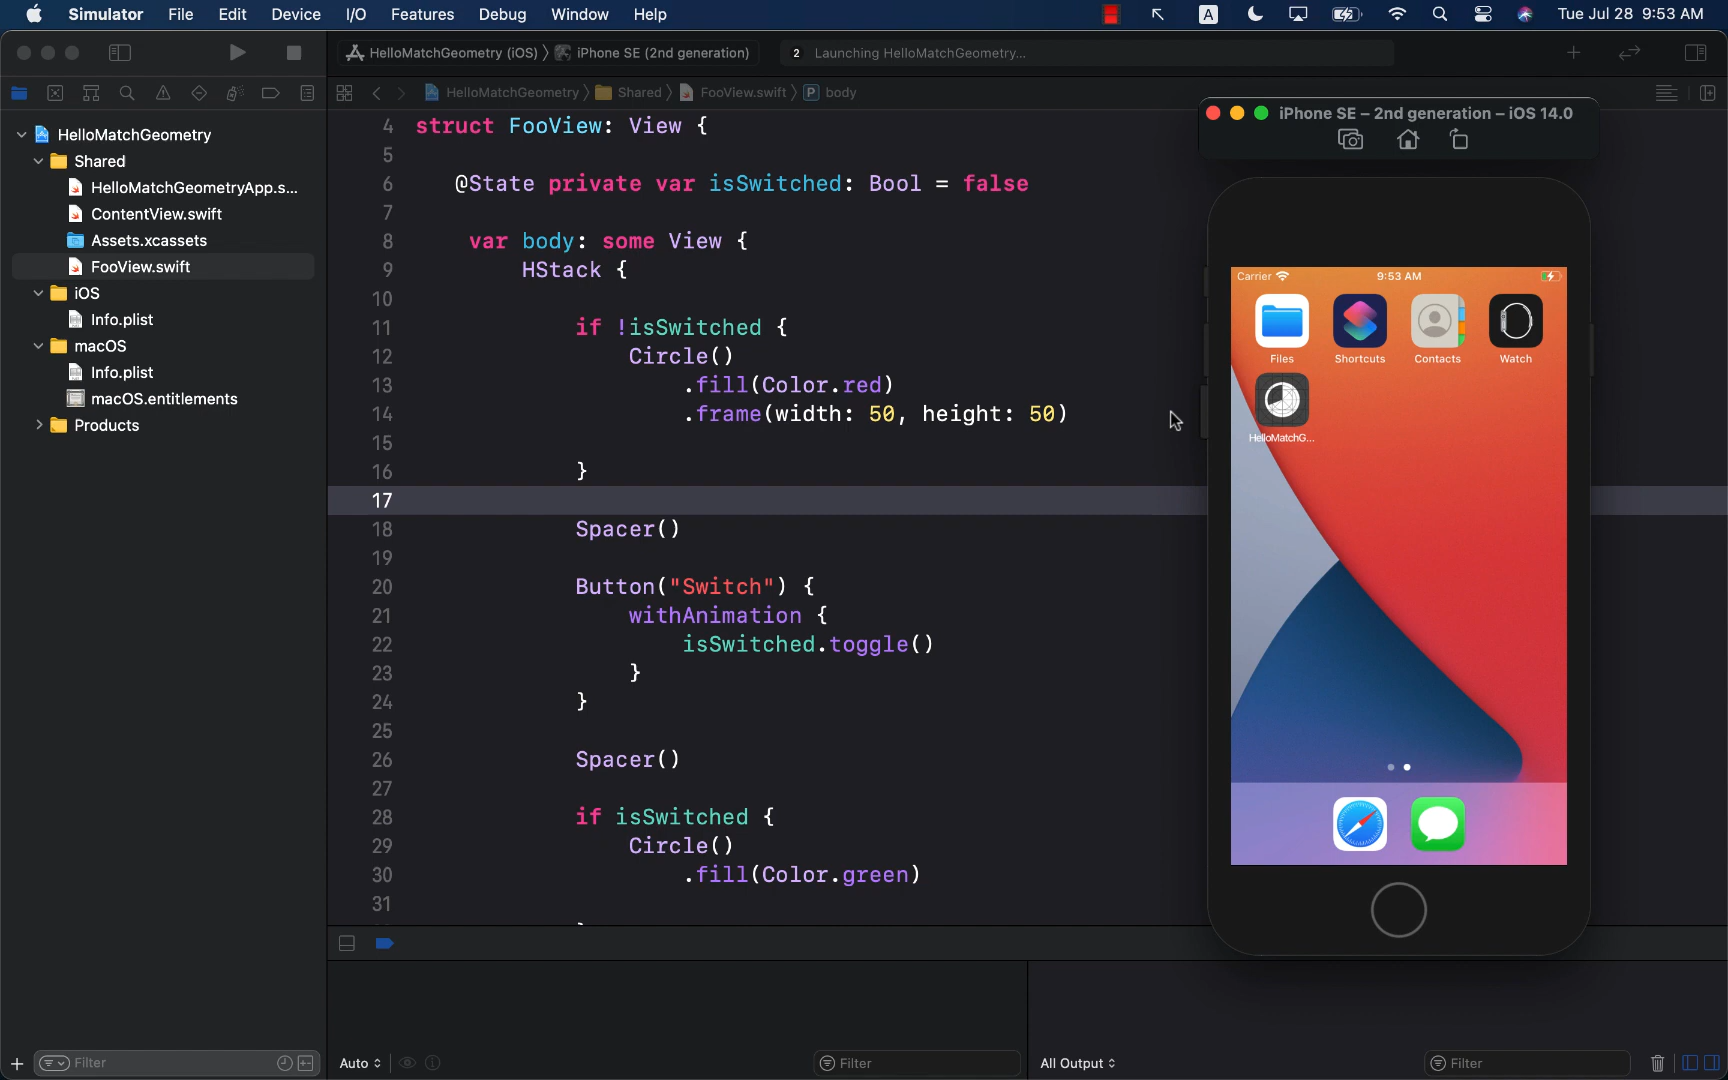 Simulator File Edit Device I/O Features Debug Window Help A Tue Jul 28 9:53 AM
HelloMatchGeometry (iOS) iPhone SE (2nd generation) 2 Launching HelloMatchGeometry...
HelloMatchGeometry Shared FooView.swift P body
HelloMatchGeometry
Shared
HelloMatchGeometryApp.s...
ContentView.swift
Assets.xcassets
FooView.swift
iOS
Info.plist
macOS
Info.plist
macOS.entitlements
Products
Filter
4 struct FooView: View {
5
6 @State private var isSwitched: Bool = false
7
8 var body: some View {
9 HStack {
10
11 if !isSwitched {
12 Circle()
13 .fill(Color.red)
14 .frame(width: 50, height: 50)
15
16 }
17
18 Spacer()
19
20 Button("Switch") {
21 withAnimation {
22 isSwitched.toggle()
23 }
24 }
25
26 Spacer()
27
28 if isSwitched {
29 Circle()
30 .fill(Color.green)
31
Auto Filter
All Output Filter
iPhone SE – 2nd generation – iOS 14.0
Carrier 9:53 AM
Files Shortcuts Contacts Watch
HelloMatchG...